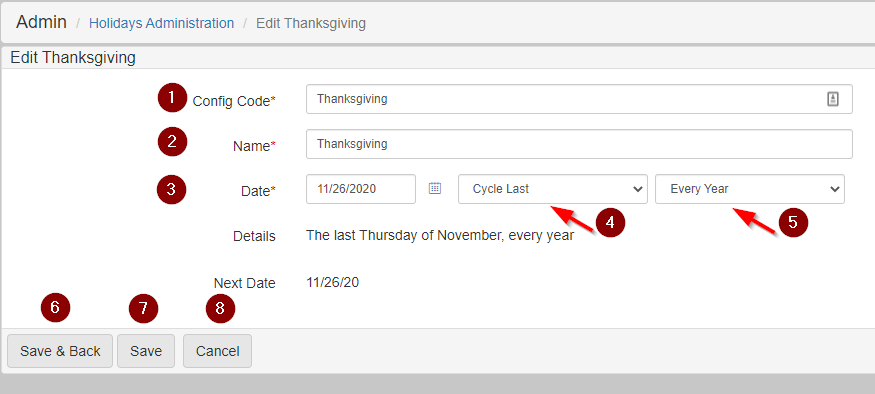 Admin / Holidays Administration / Edit Thanksgiving
Edit Thanksgiving
1 Config Code* Thanksgiving
2 Name* Thanksgiving
3 Date* 11/26/2020 Cycle Last Every Year
4 5
Details The last Thursday of November, every year
Next Date 11/26/20
6 7 8
Save & Back Save Cancel